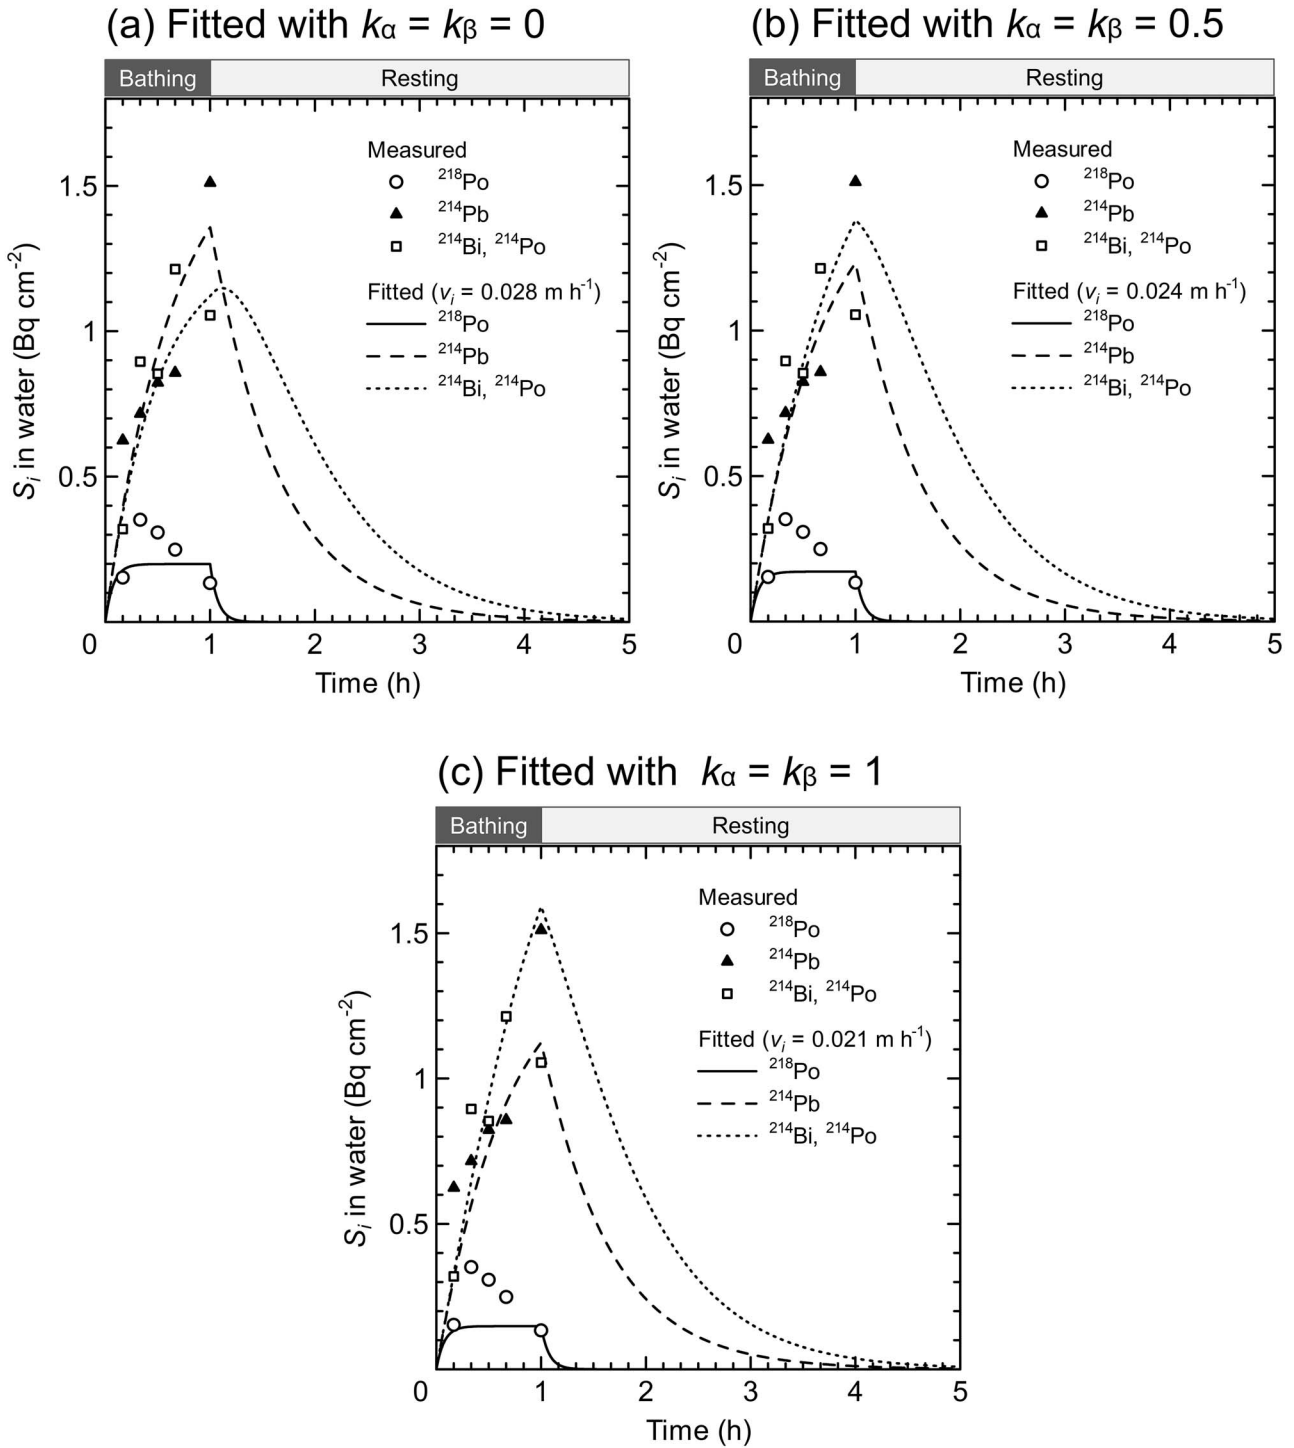 (a) Fitted with kα = kβ = 0
Bathing Resting
Measured
²¹⁸Po
²¹⁴Pb
²¹⁴Bi, ²¹⁴Po
Fitted (vᵢ = 0.028 m h⁻¹)
²¹⁸Po
²¹⁴Pb
²¹⁴Bi, ²¹⁴Po
1.5
1
0.5
Sᵢ in water (Bq cm⁻²)
0 1 2 3 4 5
Time (h)
(b) Fitted with kα = kβ = 0.5
Bathing Resting
Measured
²¹⁸Po
²¹⁴Pb
²¹⁴Bi, ²¹⁴Po
Fitted (vᵢ = 0.024 m h⁻¹)
²¹⁸Po
²¹⁴Pb
²¹⁴Bi, ²¹⁴Po
1.5
1
0.5
Sᵢ in water (Bq cm⁻²)
0 1 2 3 4 5
Time (h)
(c) Fitted with kα = kβ = 1
Bathing Resting
Measured
²¹⁸Po
²¹⁴Pb
²¹⁴Bi, ²¹⁴Po
Fitted (vᵢ = 0.021 m h⁻¹)
²¹⁸Po
²¹⁴Pb
²¹⁴Bi, ²¹⁴Po
1.5
1
0.5
Sᵢ in water (Bq cm⁻²)
0 1 2 3 4 5
Time (h)